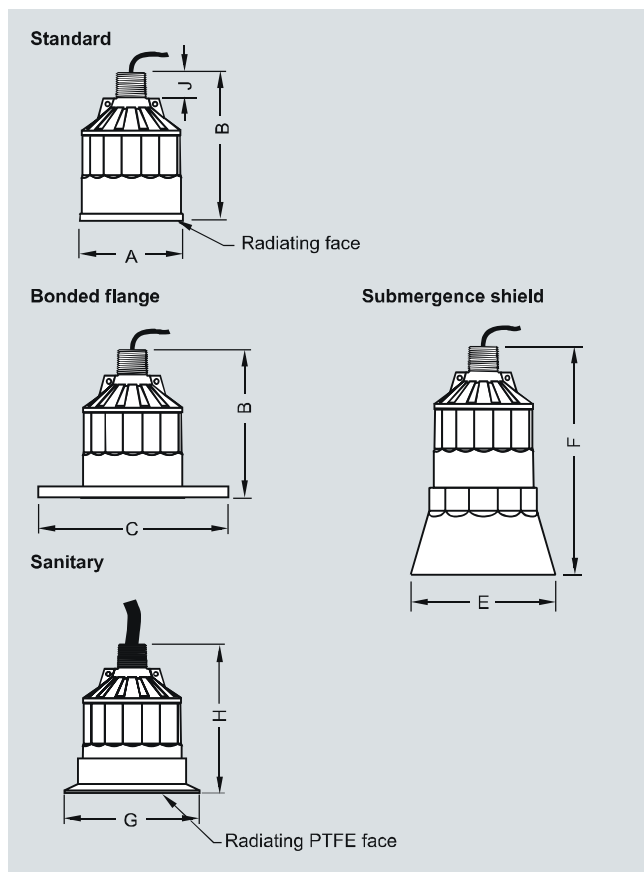 Standard
J
B
A
Radiating face
Bonded flange
B
C
Submergence shield
F
E
Sanitary
H
G
Radiating PTFE face